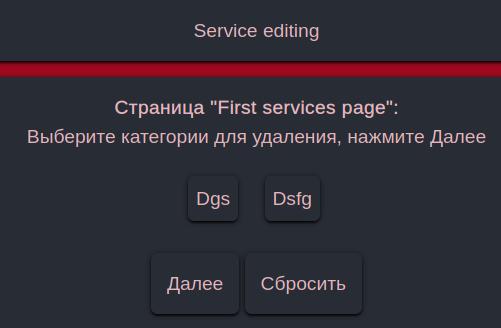 Service editing
Страница "First services page":
Выберите категории для удаления, нажмите Далее
Dgs Dsfg
Далее Сбросить